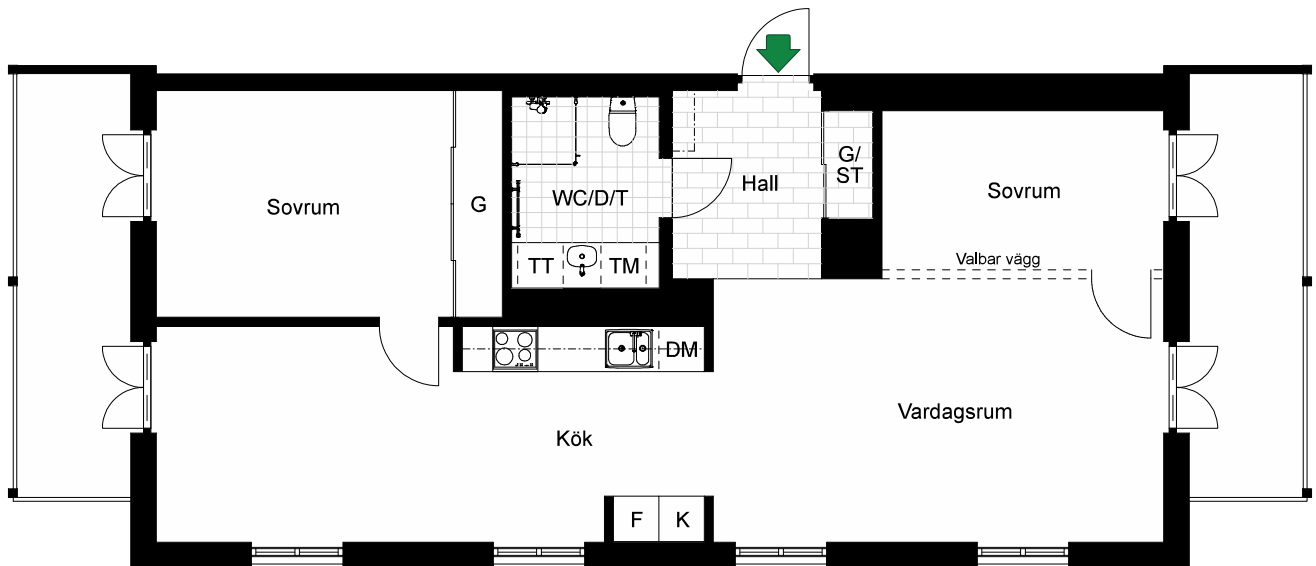 Sovrum
G
WC/D/T
TT
TM
Hall
G/
ST
Sovrum
Valbar vägg
DM
Kök
Vardagsrum
F
K